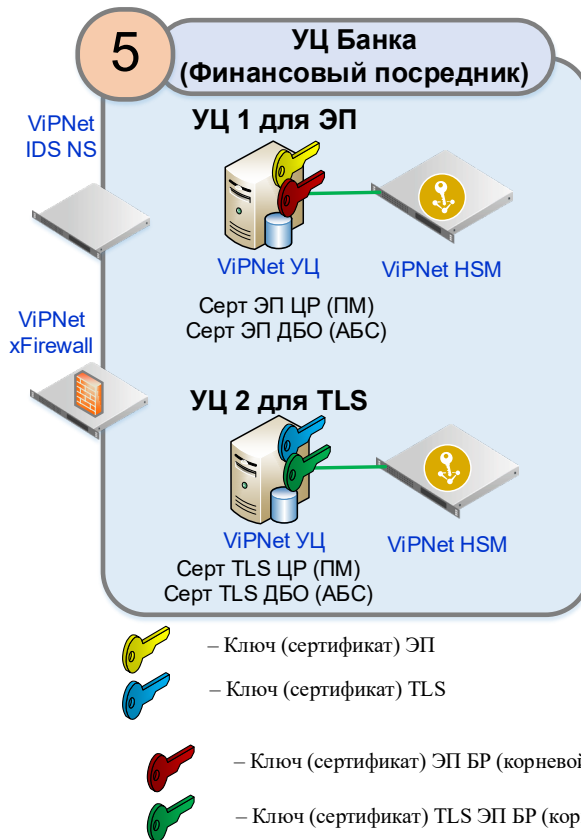 5
УЦ Банка
(Финансовый посредник)
ViPNet
IDS NS
УЦ 1 для ЭП
ViPNet УЦ
ViPNet HSM
Серт ЭП ЦР (ПМ)
Серт ЭП ДБО (АБС)
ViPNet
xFirewall
УЦ 2 для TLS
ViPNet УЦ
ViPNet HSM
Серт TLS ЦР (ПМ)
Серт TLS ДБО (АБС)
– Ключ (сертификат) ЭП
– Ключ (сертификат) TLS
– Ключ (сертификат) ЭП БР (корневой
– Ключ (сертификат) TLS ЭП БР (кор